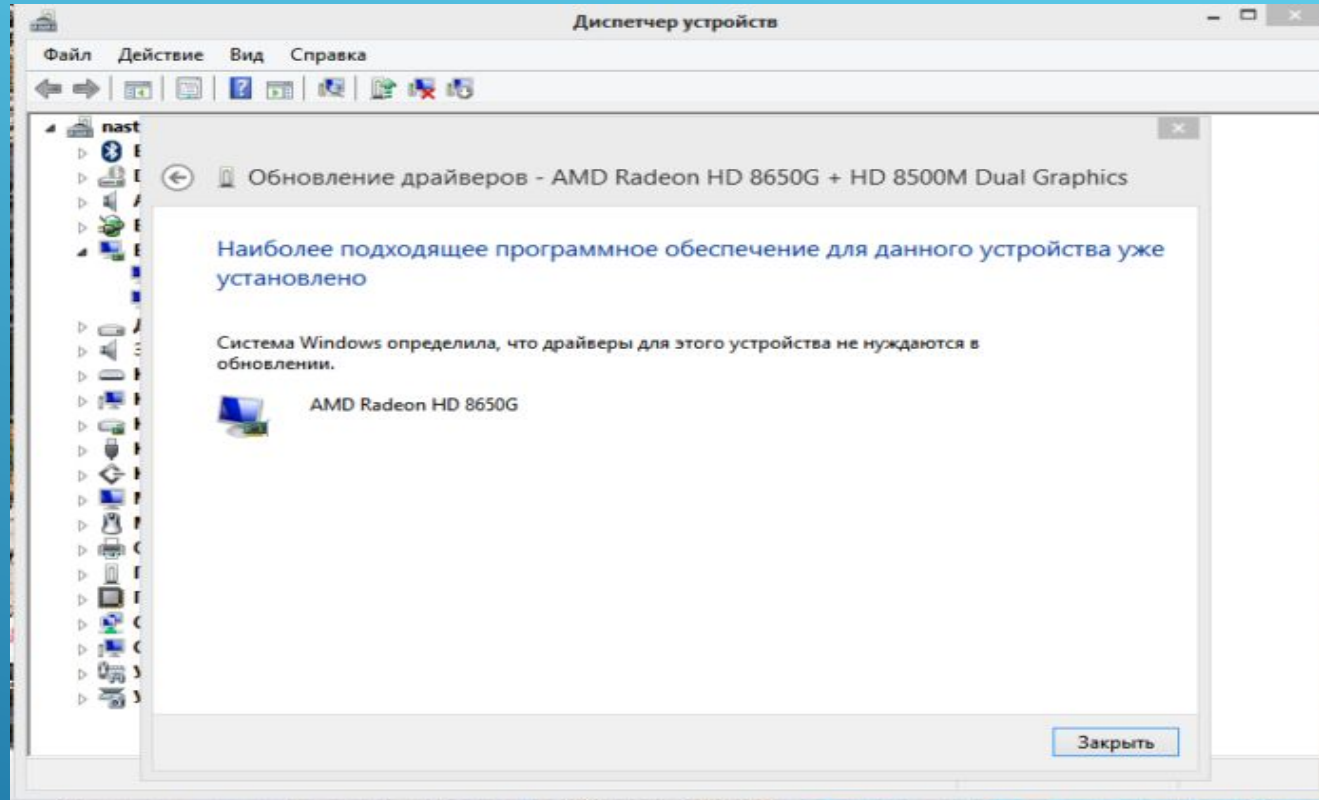 Диспетчер устройств
Файл Действие Вид Справка
nast
Обновление драйверов - AMD Radeon HD 8650G + HD 8500M Dual Graphics
Наиболее подходящее программное обеспечение для данного устройства уже
установлено
Система Windows определила, что драйверы для этого устройства не нуждаются в
обновлении.
AMD Radeon HD 8650G
Закрыть